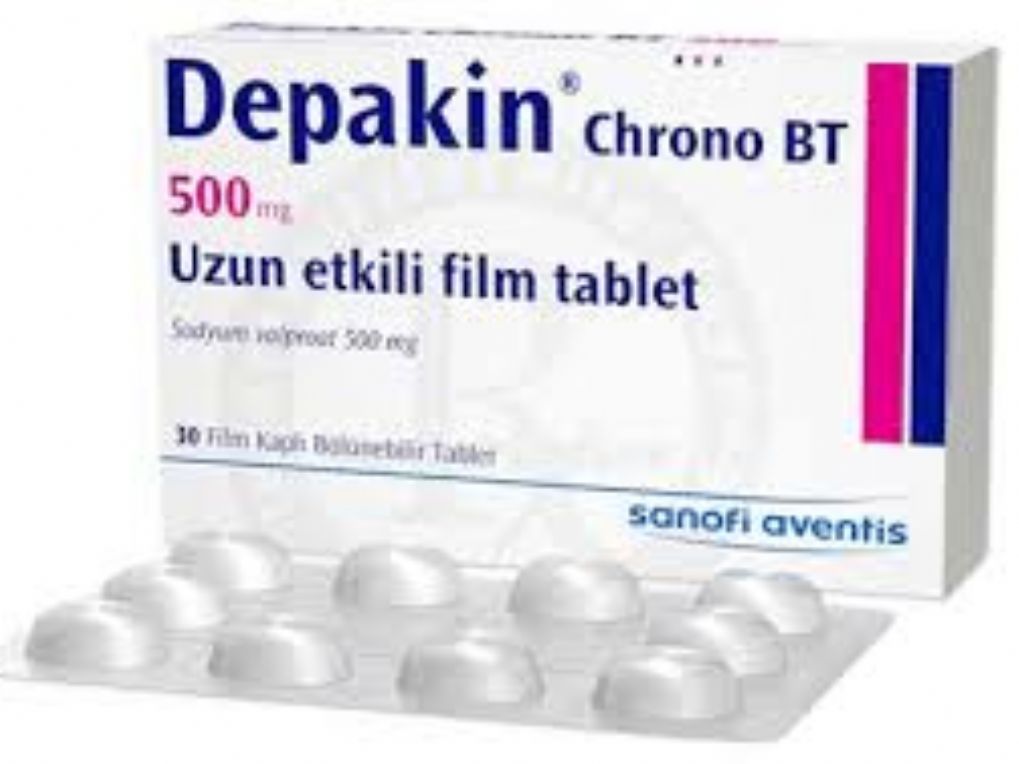 Depakin® Chrono BT
500 mg
Uzun etkili film tablet
Sodyum valproat 500 mg
30 Film Kaplı Bölünebilir Tablet
sanofi aventis